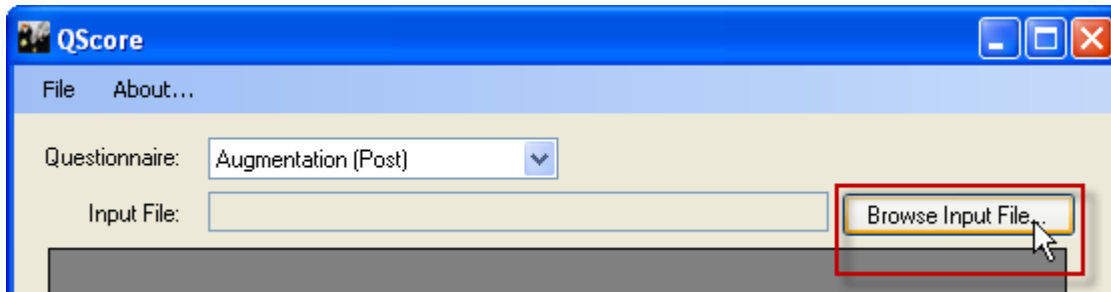 QScore
File About...
Questionnaire: Augmentation (Post)
Input File: Browse Input File...